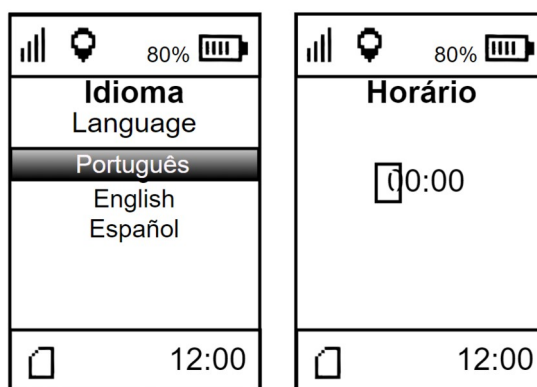 80%
Idioma
Language
Português
English
Español
12:00
80%
Horário
00:00
12:00